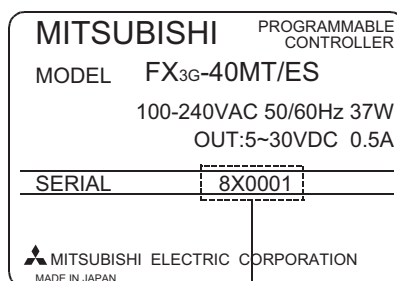 MITSUBISHI PROGRAMMABLE CONTROLLER
MODEL FX3G-40MT/ES
100-240VAC 50/60Hz 37W
OUT:5~30VDC 0.5A
SERIAL 8X0001
MITSUBISHI ELECTRIC CORPORATION
MADE IN JAPAN